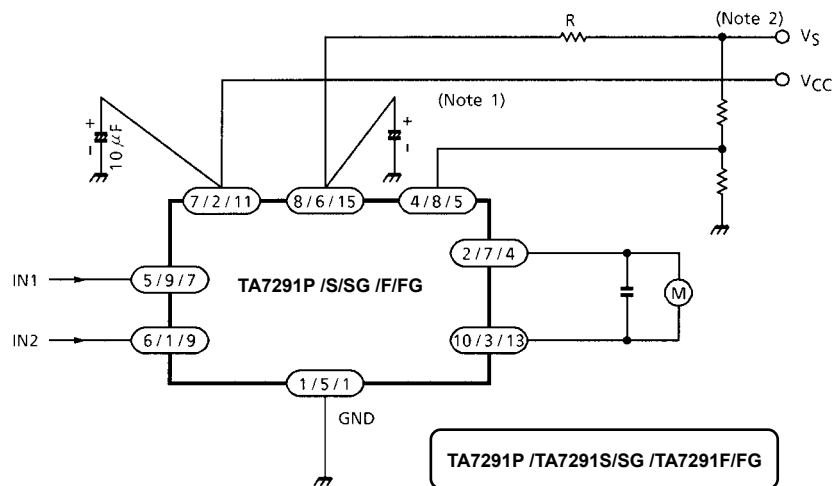 R
(Note 2)
VS
VCC
(Note 1)
+
-
10 μF
+
-
7 / 2 / 11
8 / 6 / 15
4 / 8 / 5
2 / 7 / 4
IN1
5 / 9 / 7
TA7291P /S/SG /F/FG
M
IN2
6 / 1 / 9
10 / 3 / 13
1 / 5 / 1
GND
TA7291P /TA7291S/SG /TA7291F/FG